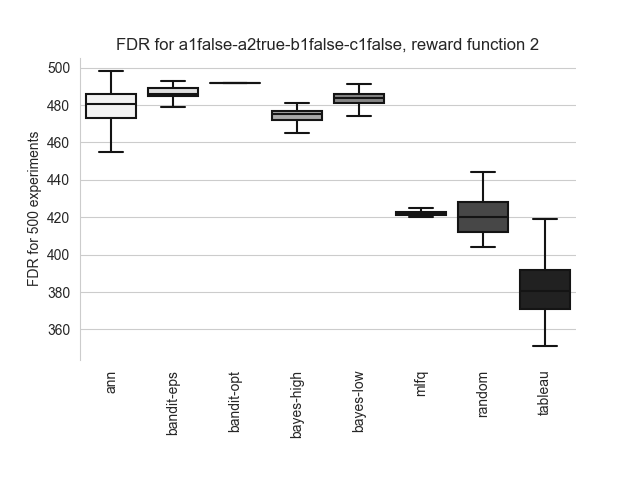 FDR for a1false-a2true-b1false-c1false, reward function 2
FDR for 500 experiments
500
480
460
440
420
400
380
360
ann
bandit-eps
bandit-opt
bayes-high
bayes-low
mlfq
random
tableau